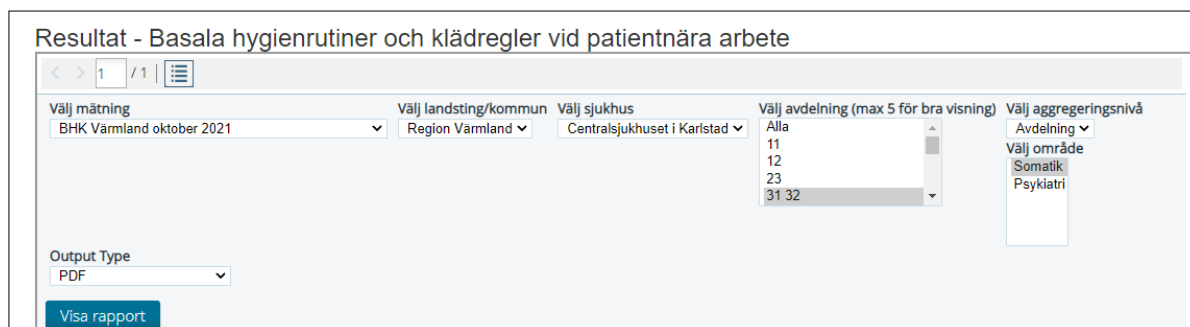 Resultat - Basala hygienrutiner och klädregler vid patientnära arbete
1 / 1
Välj mätning
BHK Värmland oktober 2021
Välj landsting/kommun
Region Värmland
Välj sjukhus
Centralsjukhuset i Karlstad
Välj avdelning (max 5 för bra visning)
Alla
11
12
23
31 32
Välj aggregeringsnivå
Avdelning
Välj område
Somatik
Psykiatri
Output Type
PDF
Visa rapport